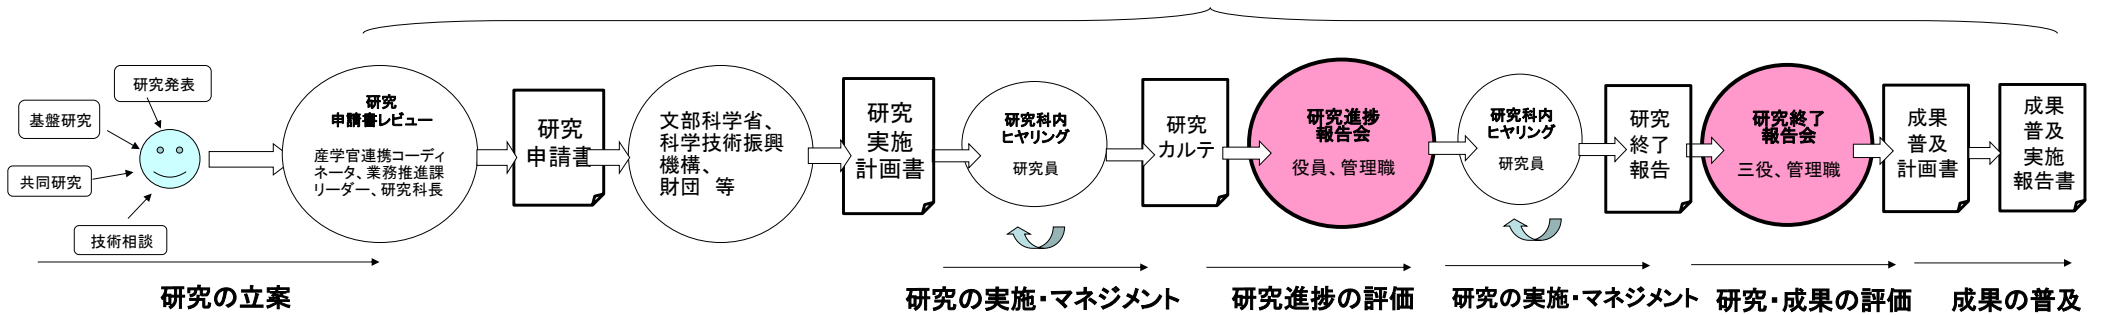 研究発表
基盤研究
共同研究
技術相談
研究の立案
研究
申請書レビュー
産学官連携コーディ
ネータ、業務推進課
リーダー、研究科長
研究
申請書
文部科学省、
科学技術振興
機構、
財団　等
研究
実施
計画書
研究科内
ヒヤリング
研究員
研究の実施・マネジメント
研究
カルテ
研究進捗
報告会
役員、管理職
研究進捗の評価
研究科内
ヒヤリング
研究員
研究の実施・マネジメント
研究
終了
報告
研究終了
報告会
三役、管理職
研究・成果の評価
成果
普及
計画書
成果
普及
実施
報告書
成果の普及